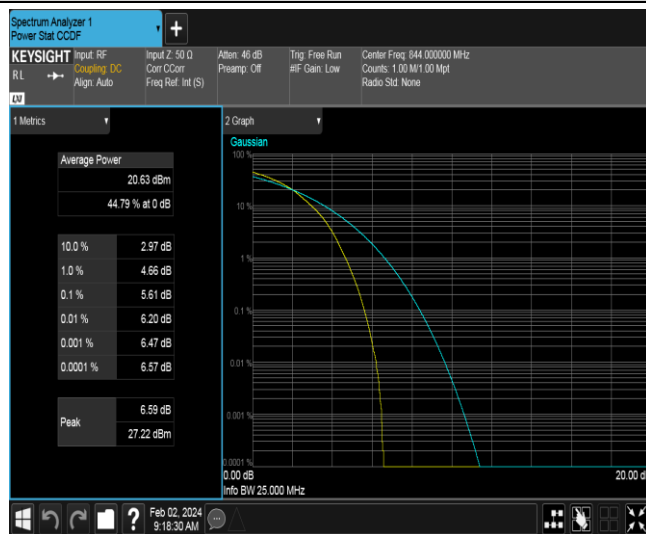 Spectrum Analyzer 1
Power Stat CCDF
+
KEYSIGHT
RL
LXI
Input: RF
Coupling: DC
Align: Auto
Input Z: 50 Ω
Corr CCorr
Freq Ref: Int (S)
Atten: 46 dB
Preamp: Off
Trig: Free Run
#IF Gain: Low
Center Freq: 844.000000 MHz
Counts: 1.00 M/1.00 Mpt
Radio Std: None
1 Metrics
Average Power
20.63 dBm
44.79 % at 0 dB
10.0 % 2.97 dB
1.0 % 4.66 dB
0.1 % 5.61 dB
0.01 % 6.20 dB
0.001 % 6.47 dB
0.0001 % 6.57 dB
Peak
6.59 dB
27.22 dBm
2 Graph
Gaussian
100 %
10 %
1 %
0.1 %
0.01 %
0.001 %
0.0001 %
0.00 dB
20.00 d
Info BW 25.000 MHz
?
Feb 02, 2024
9:18:30 AM